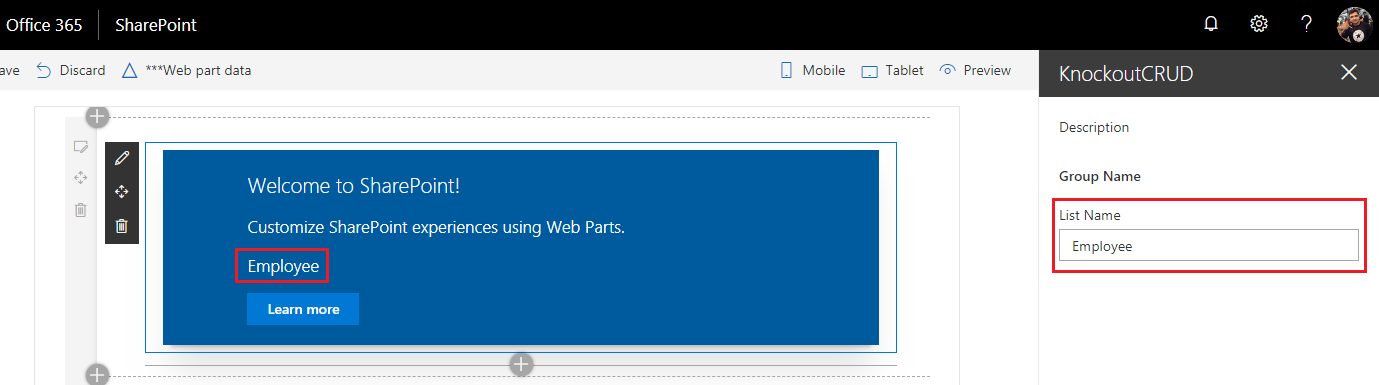 Office 365 SharePoint
ave Discard ***Web part data Mobile Tablet Preview
KnockoutCRUD
Description
Group Name
List Name
Employee
Welcome to SharePoint!
Customize SharePoint experiences using Web Parts.
Employee
Learn more